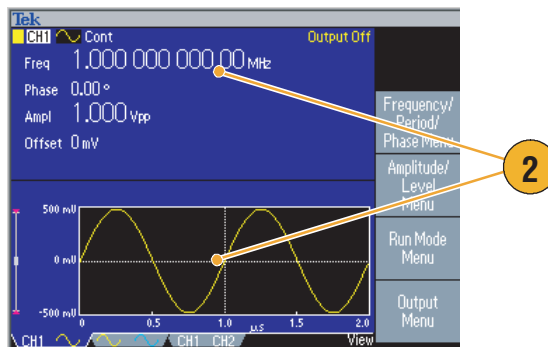 Tek
CH1 Cont Output Off
Freq 1.000 000 000 00 MHz
Phase 0.00 °
Ampl 1.000 Vpp
Offset 0 mV
Frequency/
Period/
Phase Menu
Amplitude/
Level
Menu
Run Mode
Menu
Output
Menu
2
500 mV
0 mV
-500 mV
0 0.5 1.0 µs 1.5 2.0
CH1 CH1 CH2 View